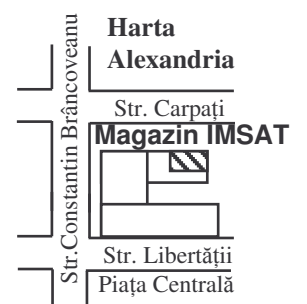 Harta
Alexandria
Str. Carpați
Magazin IMSAT
Str.Constantin Brâncoveanu
Str. Libertății
Piața Centrală